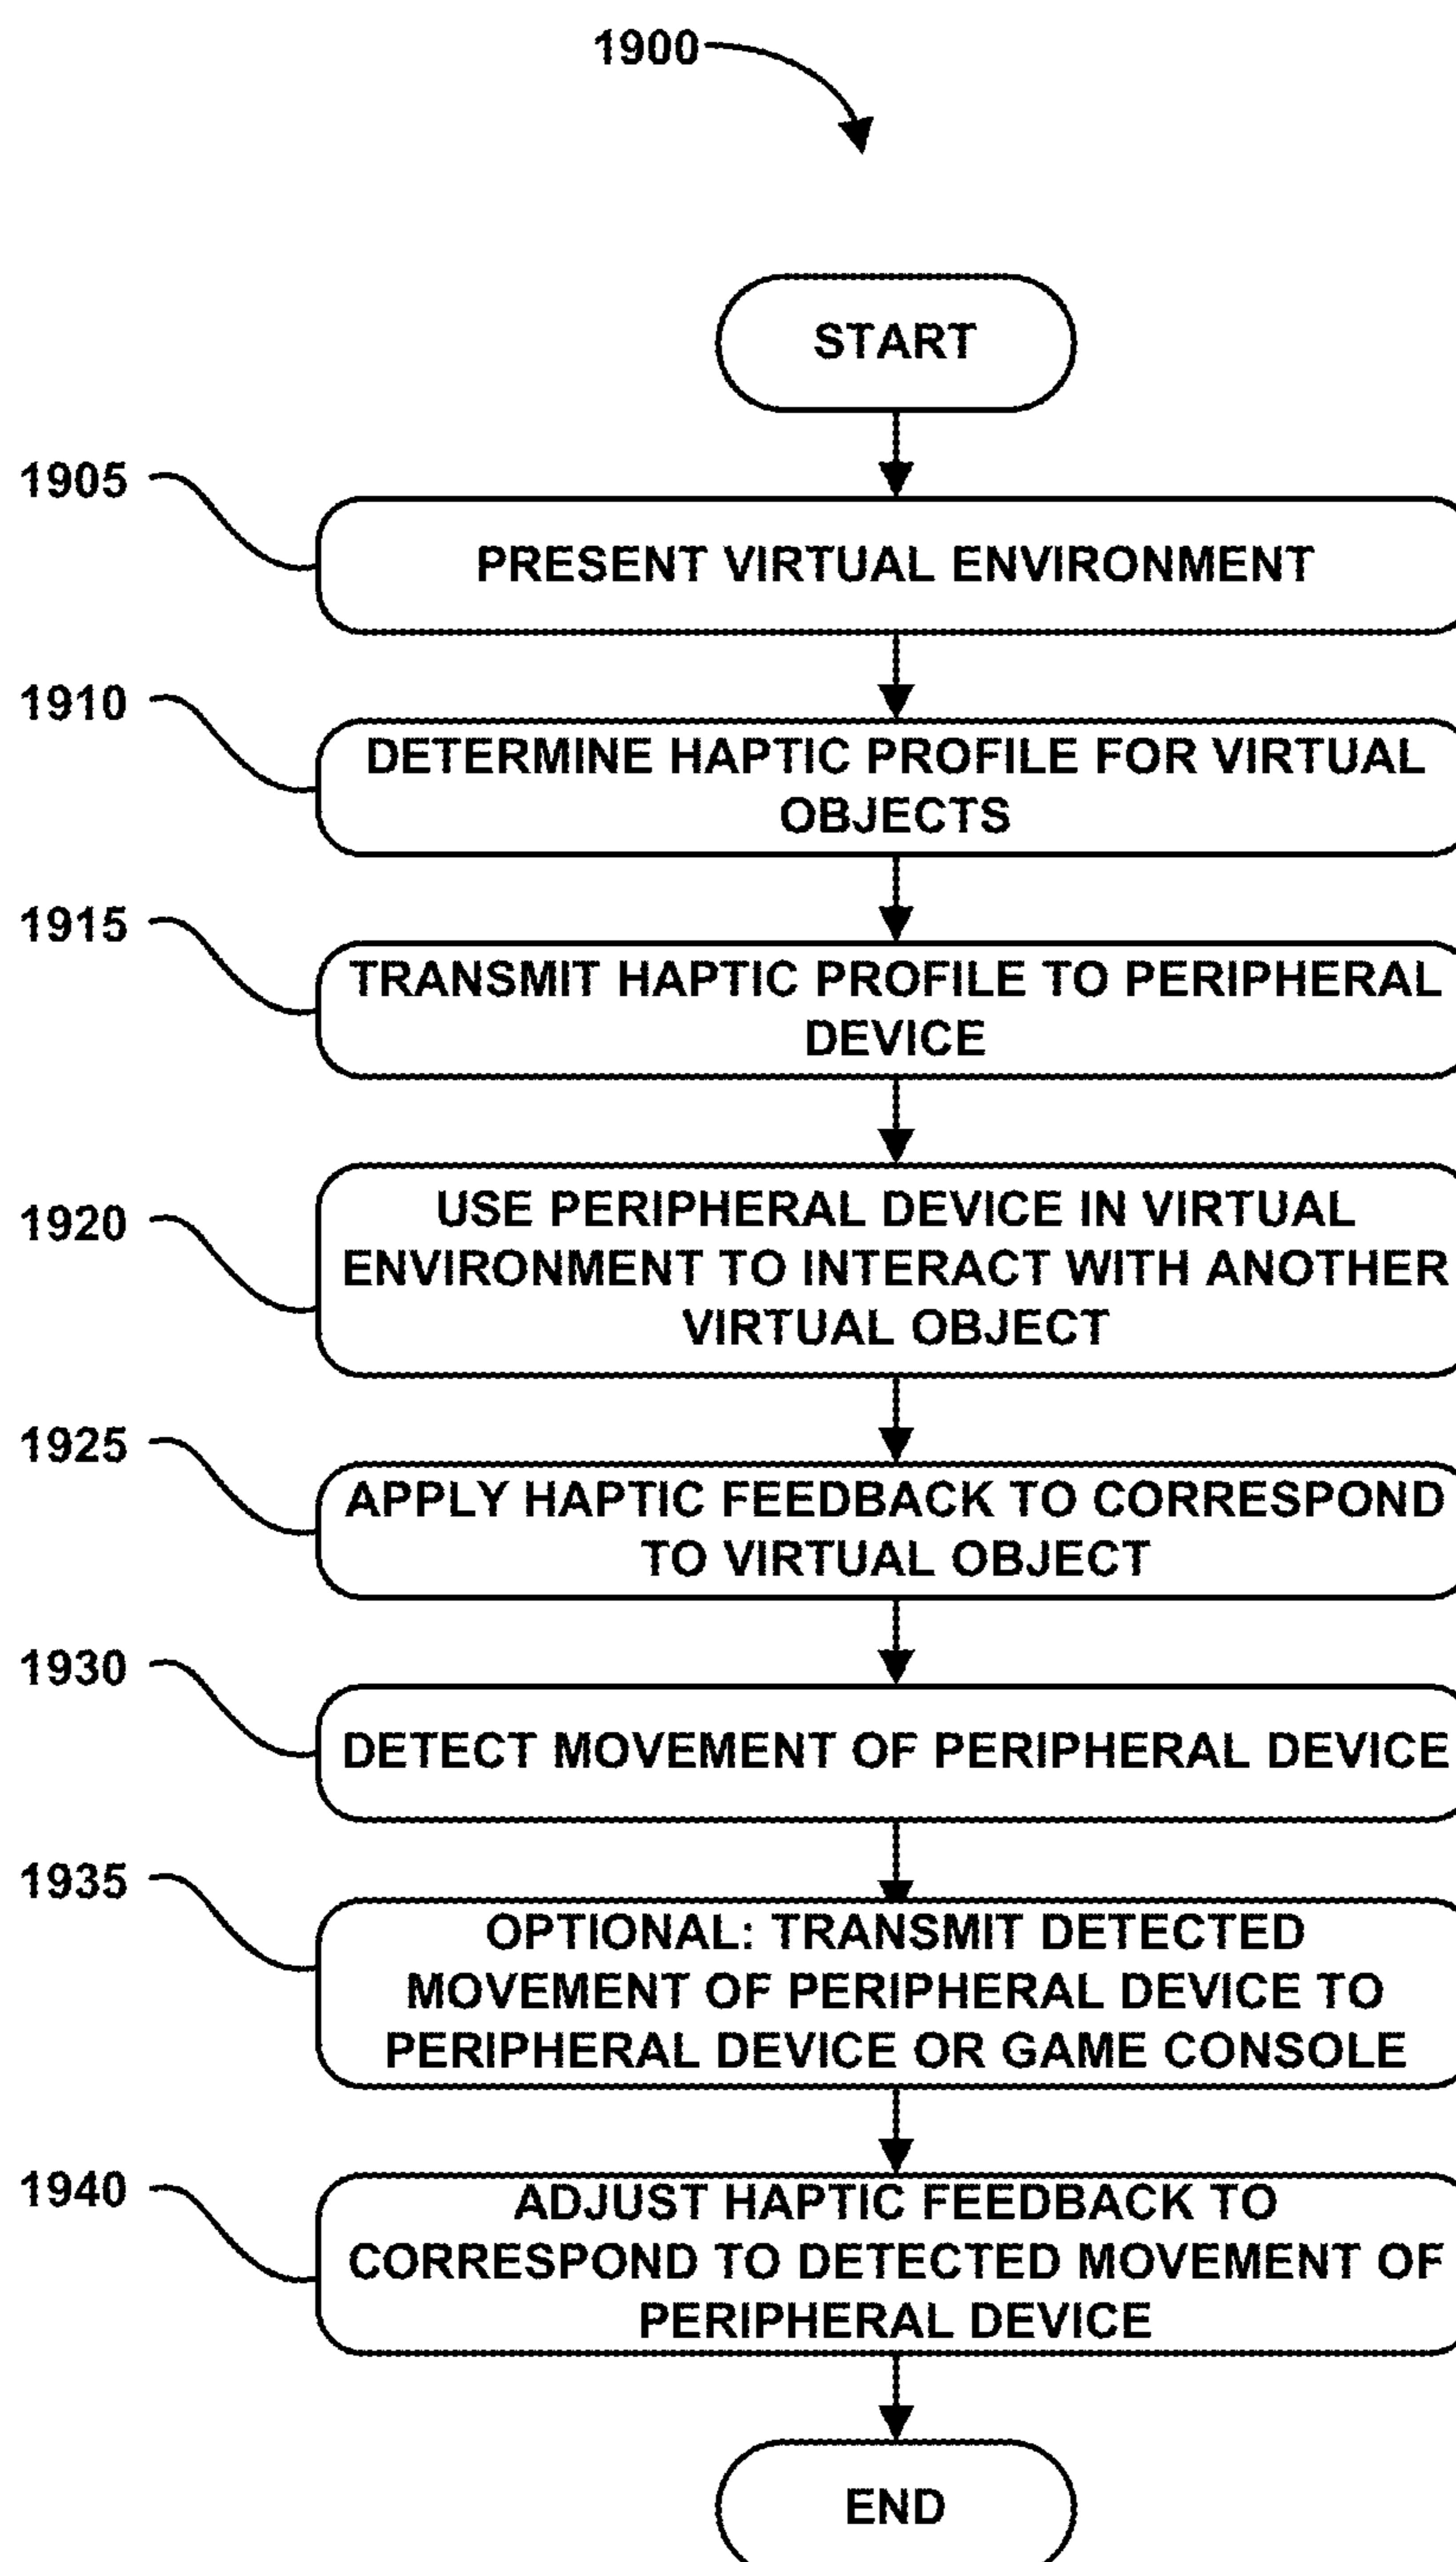 1900
START
1905
PRESENT VIRTUAL ENVIRONMENT
1910
DETERMINE HAPTIC PROFILE FOR VIRTUAL
OBJECTS
1915
TRANSMIT HAPTIC PROFILE TO PERIPHERAL
DEVICE
1920
USE PERIPHERAL DEVICE IN VIRTUAL
ENVIRONMENT TO INTERACT WITH ANOTHER
VIRTUAL OBJECT
1925
APPLY HAPTIC FEEDBACK TO CORRESPOND
TO VIRTUAL OBJECT
1930
DETECT MOVEMENT OF PERIPHERAL DEVICE
1935
OPTIONAL: TRANSMIT DETECTED
MOVEMENT OF PERIPHERAL DEVICE TO
PERIPHERAL DEVICE OR GAME CONSOLE
1940
ADJUST HAPTIC FEEDBACK TO
CORRESPOND TO DETECTED MOVEMENT OF
PERIPHERAL DEVICE
END